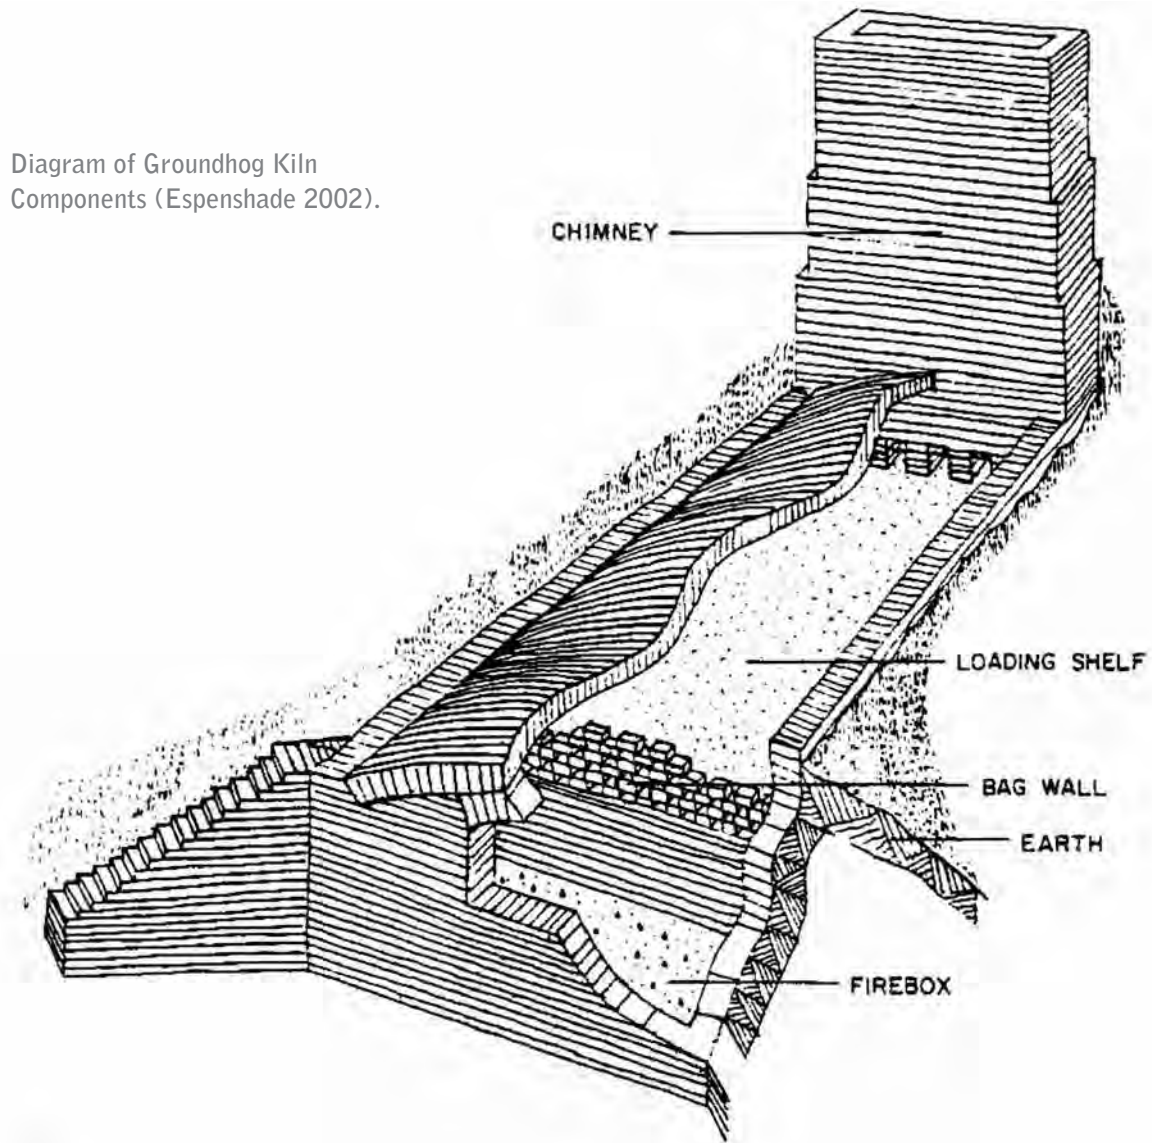 Diagram of Groundhog Kiln
Components (Espenshade 2002).
CHIMNEY
LOADING SHELF
BAG WALL
EARTH
FIREBOX